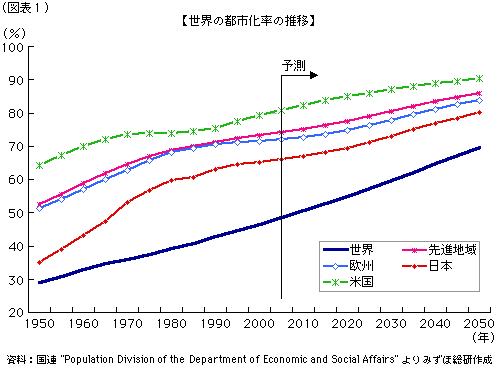 (図表1)
【世界の都市化率の推移】
(%)
100
90
80
70
60
50
40
30
20
予測
世界
先進地域
欧州
日本
米国
1950 1960 1970 1980 1990 2000 2010 2020 2030 2040 2050
(年)
資料:国連 "Population Division of the Department of Economic and Social Affairs" よりみずほ総研作成